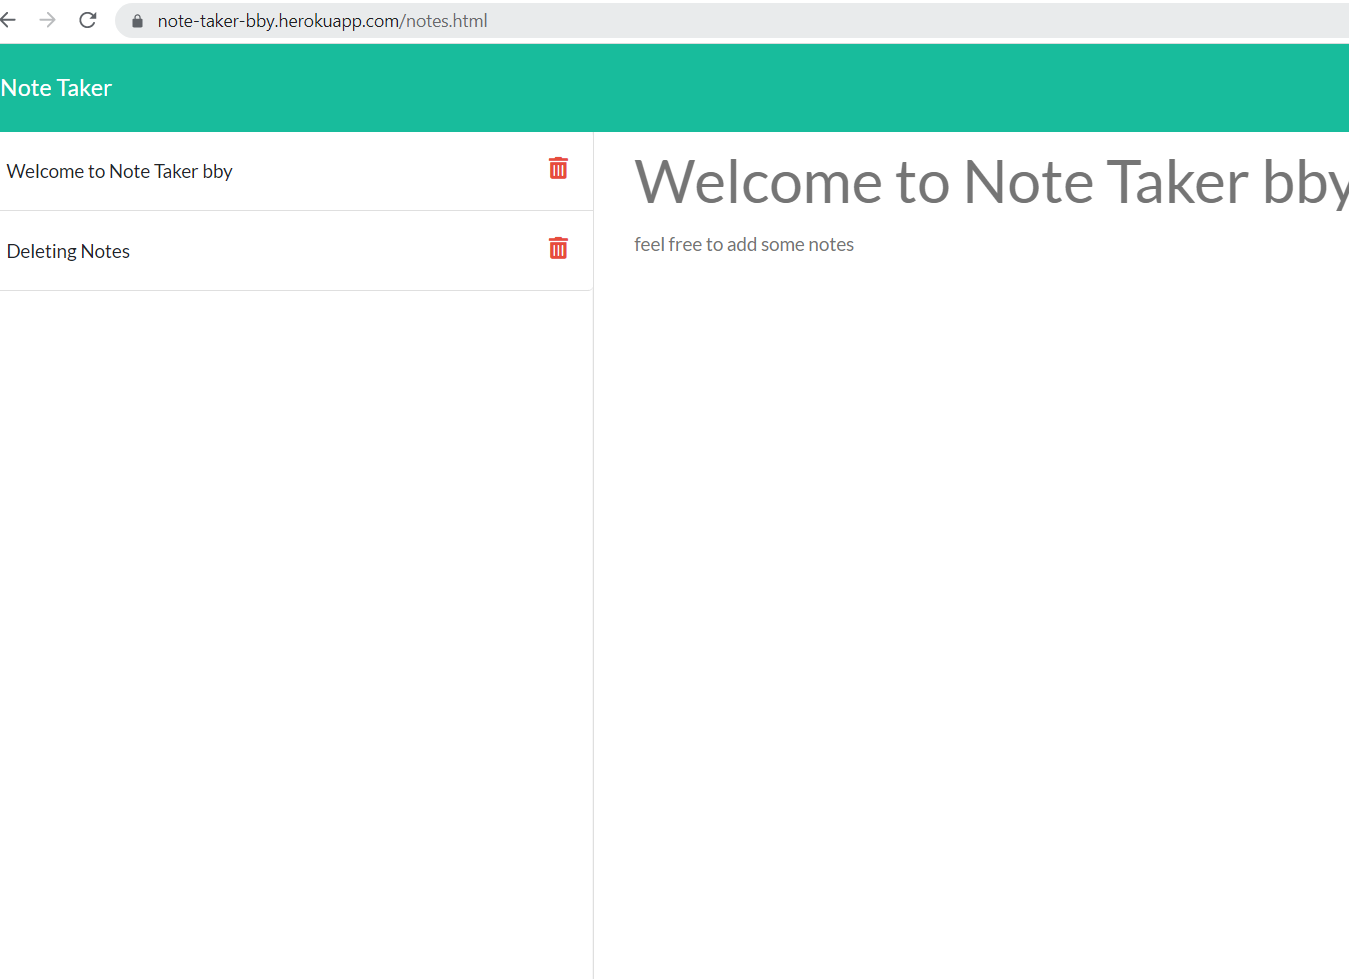 note-taker-bby.herokuapp.com/notes.html
Note Taker
Welcome to Note Taker bby
Deleting Notes
Welcome to Note Taker bby
feel free to add some notes